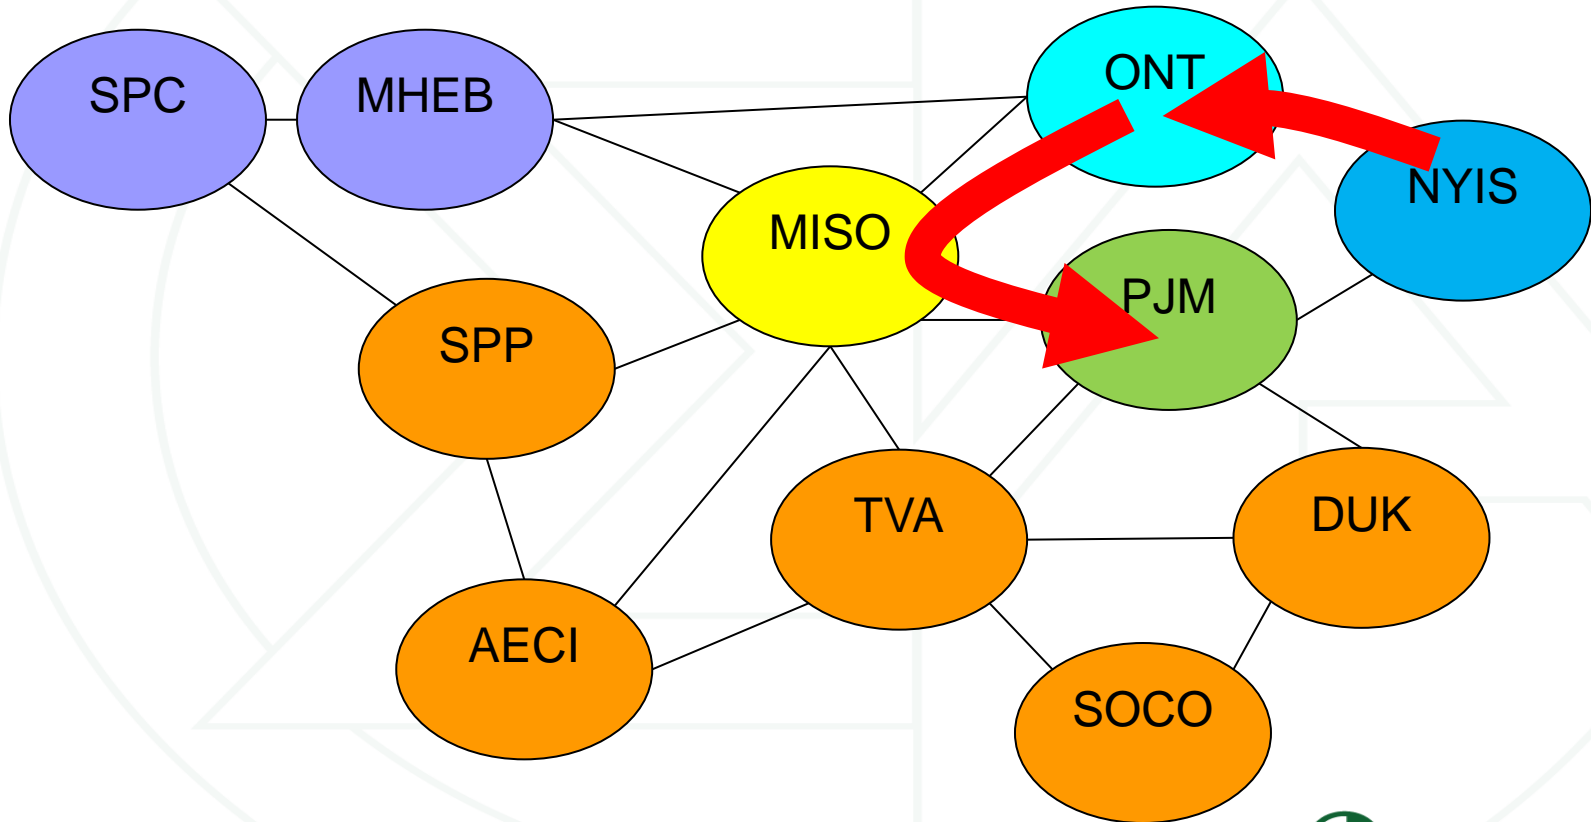 SPC
MHEB
ONT
NYIS
MISO
PJM
SPP
TVA
DUK
AECI
SOCO